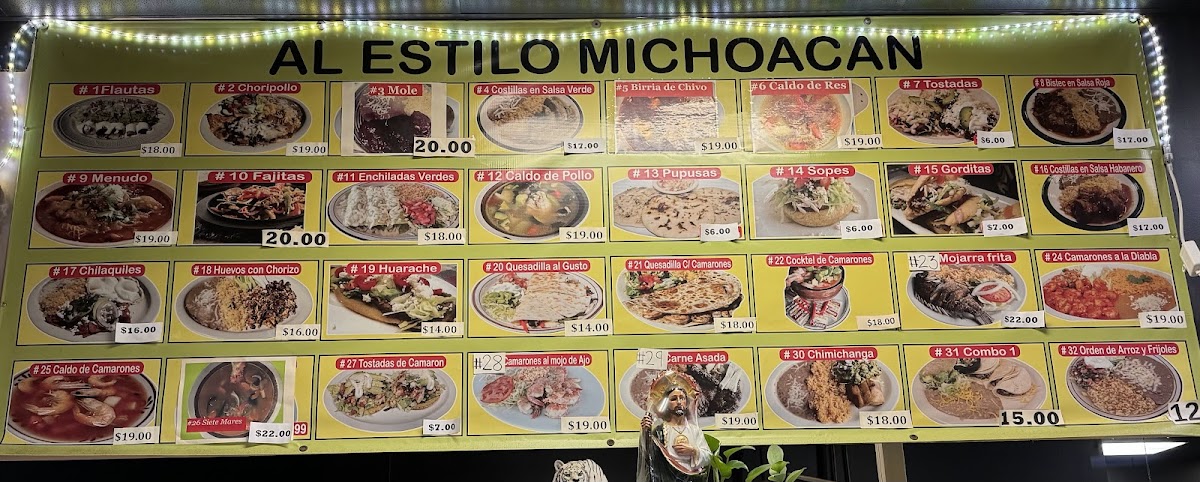 AL ESTILO MICHOACAN
# 1 Flautas
$18.00
# 2 Choripollo
$19.00
#3 Mole
20.00
# 4 Costillas en Salsa Verde
$17.00
#5 Birria de Chivo
$19.00
#6 Caldo de Res
$19.00
# 7 Tostadas
$6.00
# 8 Bistec en Salsa Roja
$17.00
# 9 Menudo
$19.00
# 10 Fajitas
20.00
#11 Enchiladas Verdes
$18.00
# 12 Caldo de Pollo
$19.00
# 13 Pupusas
$6.00
# 14 Sopes
$6.00
# 15 Gorditas
$7.00
# 16 Costillas en Salsa Habanero
$17.00
# 17 Chilaquiles
$16.00
# 18 Huevos con Chorizo
$16.00
# 19 Huarache
$14.00
# 20 Quesadilla al Gusto
$14.00
# 21 Quesadilla C/ Camarones
$18.00
# 22 Cocktel de Camarones
$18.00
#23 Mojarra frita
$22.00
# 24 Camarones a la Diabla
$19.00
# 25 Caldo de Camarones
$19.00
#26 Siete Mares
$22.00
99
#27 Tostadas de Camaron
$7.00
#28 Camarones al mojo de Ajo
$19.00
#29 Carne Asada
$19.00
# 30 Chimichanga
$18.00
# 31 Combo 1
15.00
# 32 Orden de Arroz y Frijoles
12